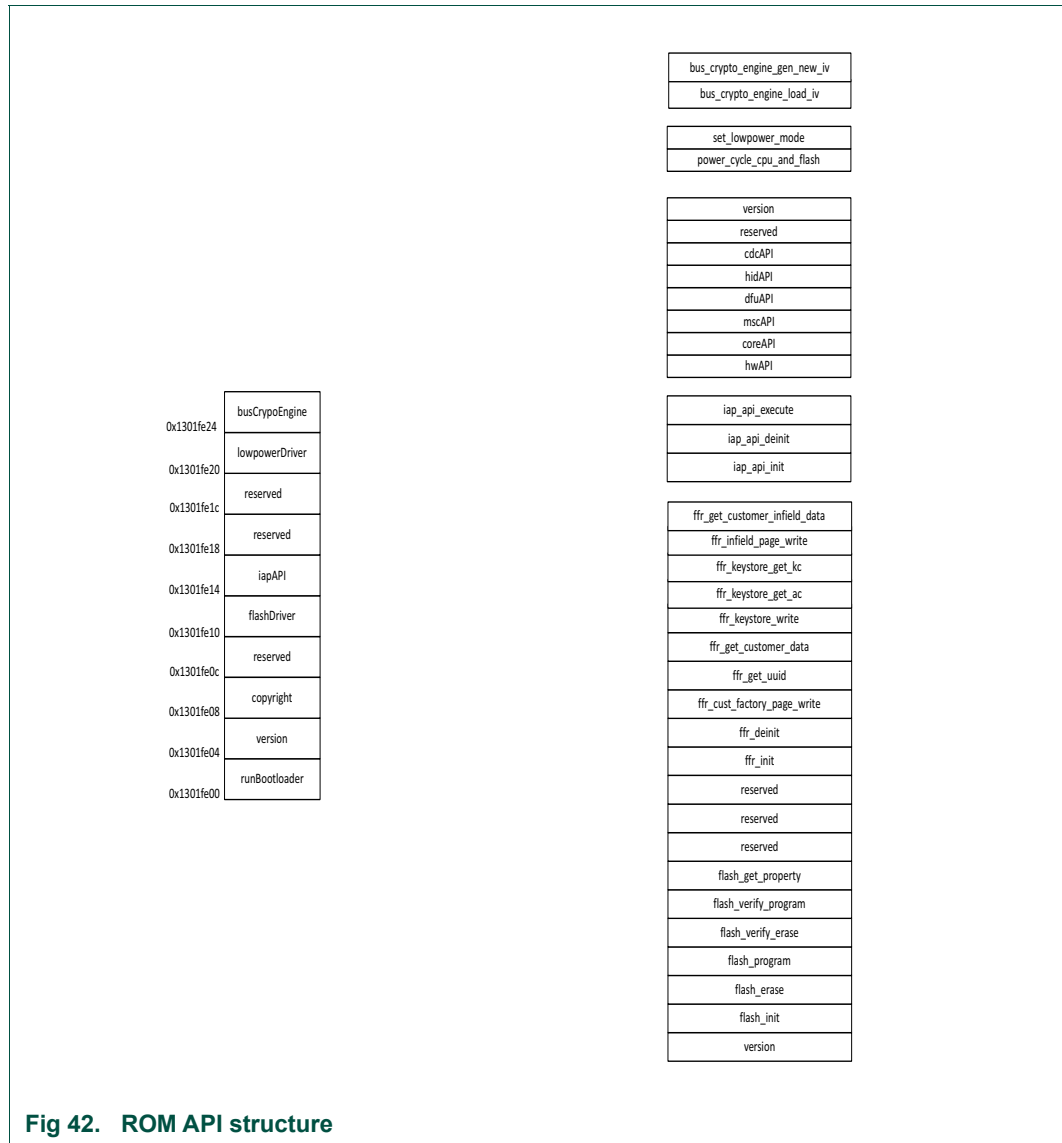 bus_crypto_engine_gen_new_iv
bus_crypto_engine_load_iv
set_lowpower_mode
power_cycle_cpu_and_flash
version
reserved
cdcAPI
hidAPI
dfuAPI
mscAPI
coreAPI
hwAPI
busCrypoEngine
0x1301fe24
lowpowerDriver
0x1301fe20
reserved
0x1301fe1c
reserved
0x1301fe18
iapAPI
0x1301fe14
flashDriver
0x1301fe10
reserved
0x1301fe0c
copyright
0x1301fe08
version
0x1301fe04
runBootloader
0x1301fe00
iap_api_execute
iap_api_deinit
iap_api_init
ffr_get_customer_infield_data
ffr_infield_page_write
ffr_keystore_get_kc
ffr_keystore_get_ac
ffr_keystore_write
ffr_get_customer_data
ffr_get_uuid
ffr_cust_factory_page_write
ffr_deinit
ffr_init
reserved
reserved
reserved
flash_get_property
flash_verify_program
flash_verify_erase
flash_program
flash_erase
flash_init
version
Fig 42. ROM API structure